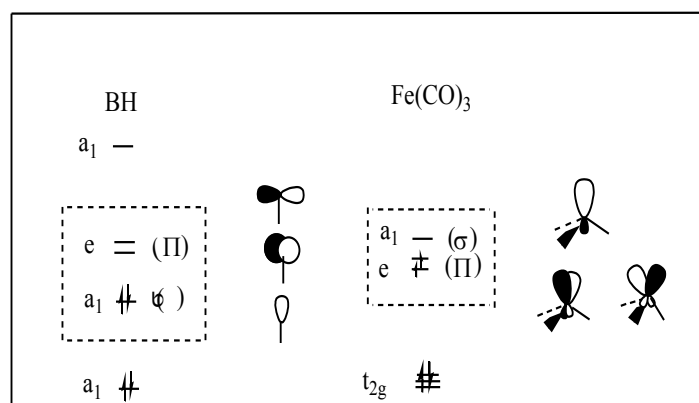 BH
Fe(CO)₃
a₁
e (Π)
a₁
a₁ (σ)
e (Π)
a₁
t₂g